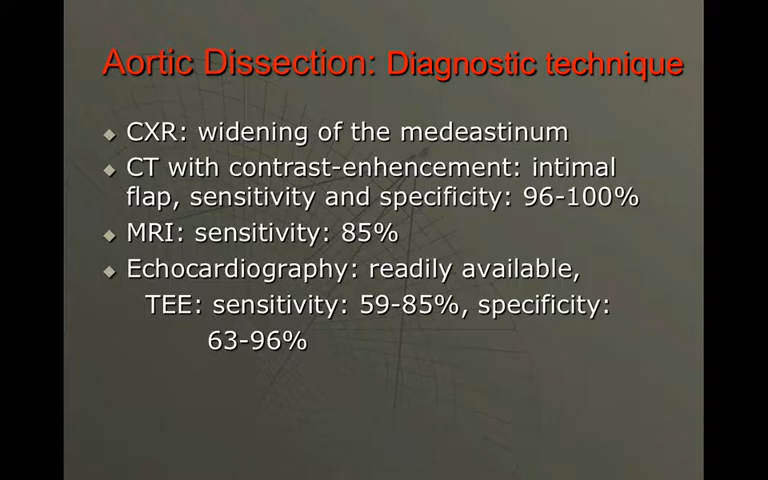 Aortic Dissection: Diagnostic technique
CXR: widening of the medeastinum
CT with contrast-enhencement: intimal
flap, sensitivity and specificity: 96-100%
MRI: sensitivity: 85%
Echocardiography: readily available,
TEE: sensitivity: 59-85%, specificity:
63-96%